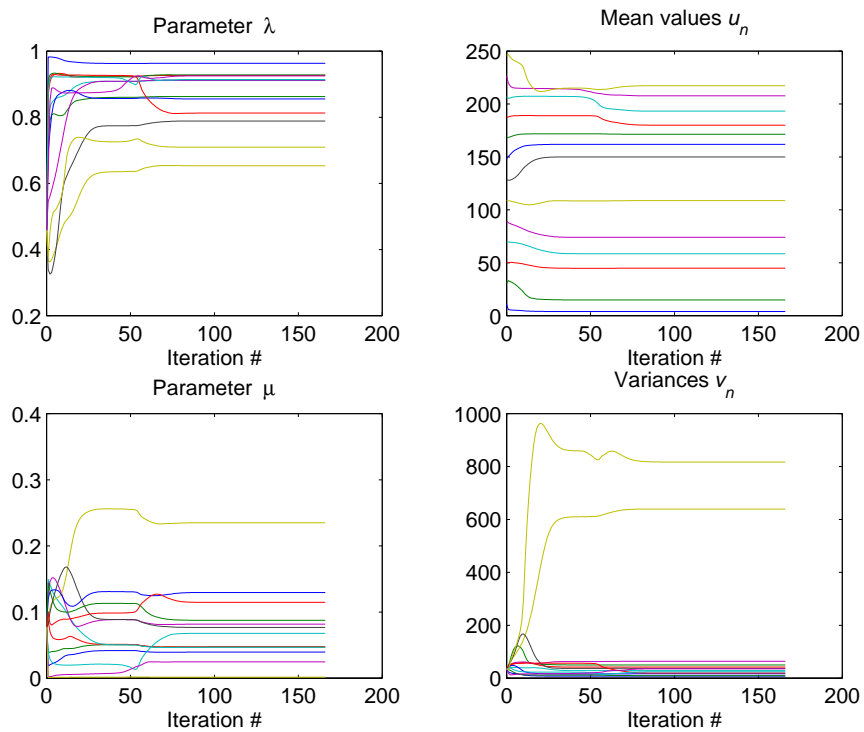 Parameter λ
1
0.8
0.6
0.4
0.2
0 50 100 150 200
Iteration #
Mean values u_n
250
200
150
100
50
0
0 50 100 150 200
Iteration #
Parameter μ
0.4
0.3
0.2
0.1
0
0 50 100 150 200
Iteration #
Variances v_n
1000
800
600
400
200
0
0 50 100 150 200
Iteration #